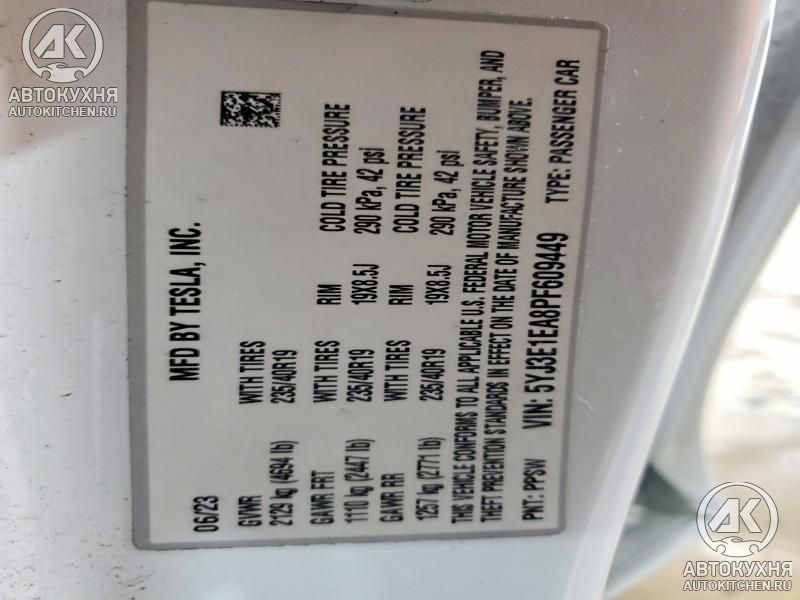 AK
АВТОКУХНЯ
AUTOKITCHEN.RU
06/23 MFD BY TESLA, INC.
GVWR WITH TIRES RIM COLD TIRE PRESSURE
2129 kg (4694 lb) 235/40R19 19X8.5J 290 kPa, 42 psi
GAWR FRT WITH TIRES RIM COLD TIRE PRESSURE
1110 kg (2447 lb) 235/40R19 19X8.5J 290 kPa, 42 psi
GAWR RR
1257 kg (2771 lb) 235/40R19
THIS VEHICLE CONFORMS TO ALL APPLICABLE U.S. FEDERAL MOTOR VEHICLE SAFETY, BUMPER, AND
THEFT PREVENTION STANDARDS IN EFFECT ON THE DATE OF MANUFACTURE SHOWN ABOVE.
PNT: PPSW VIN: 5YJ3E1EA8PF609449 TYPE: PASSENGER CAR
AK
АВТОКУХНЯ
AUTOKITCHEN.RU